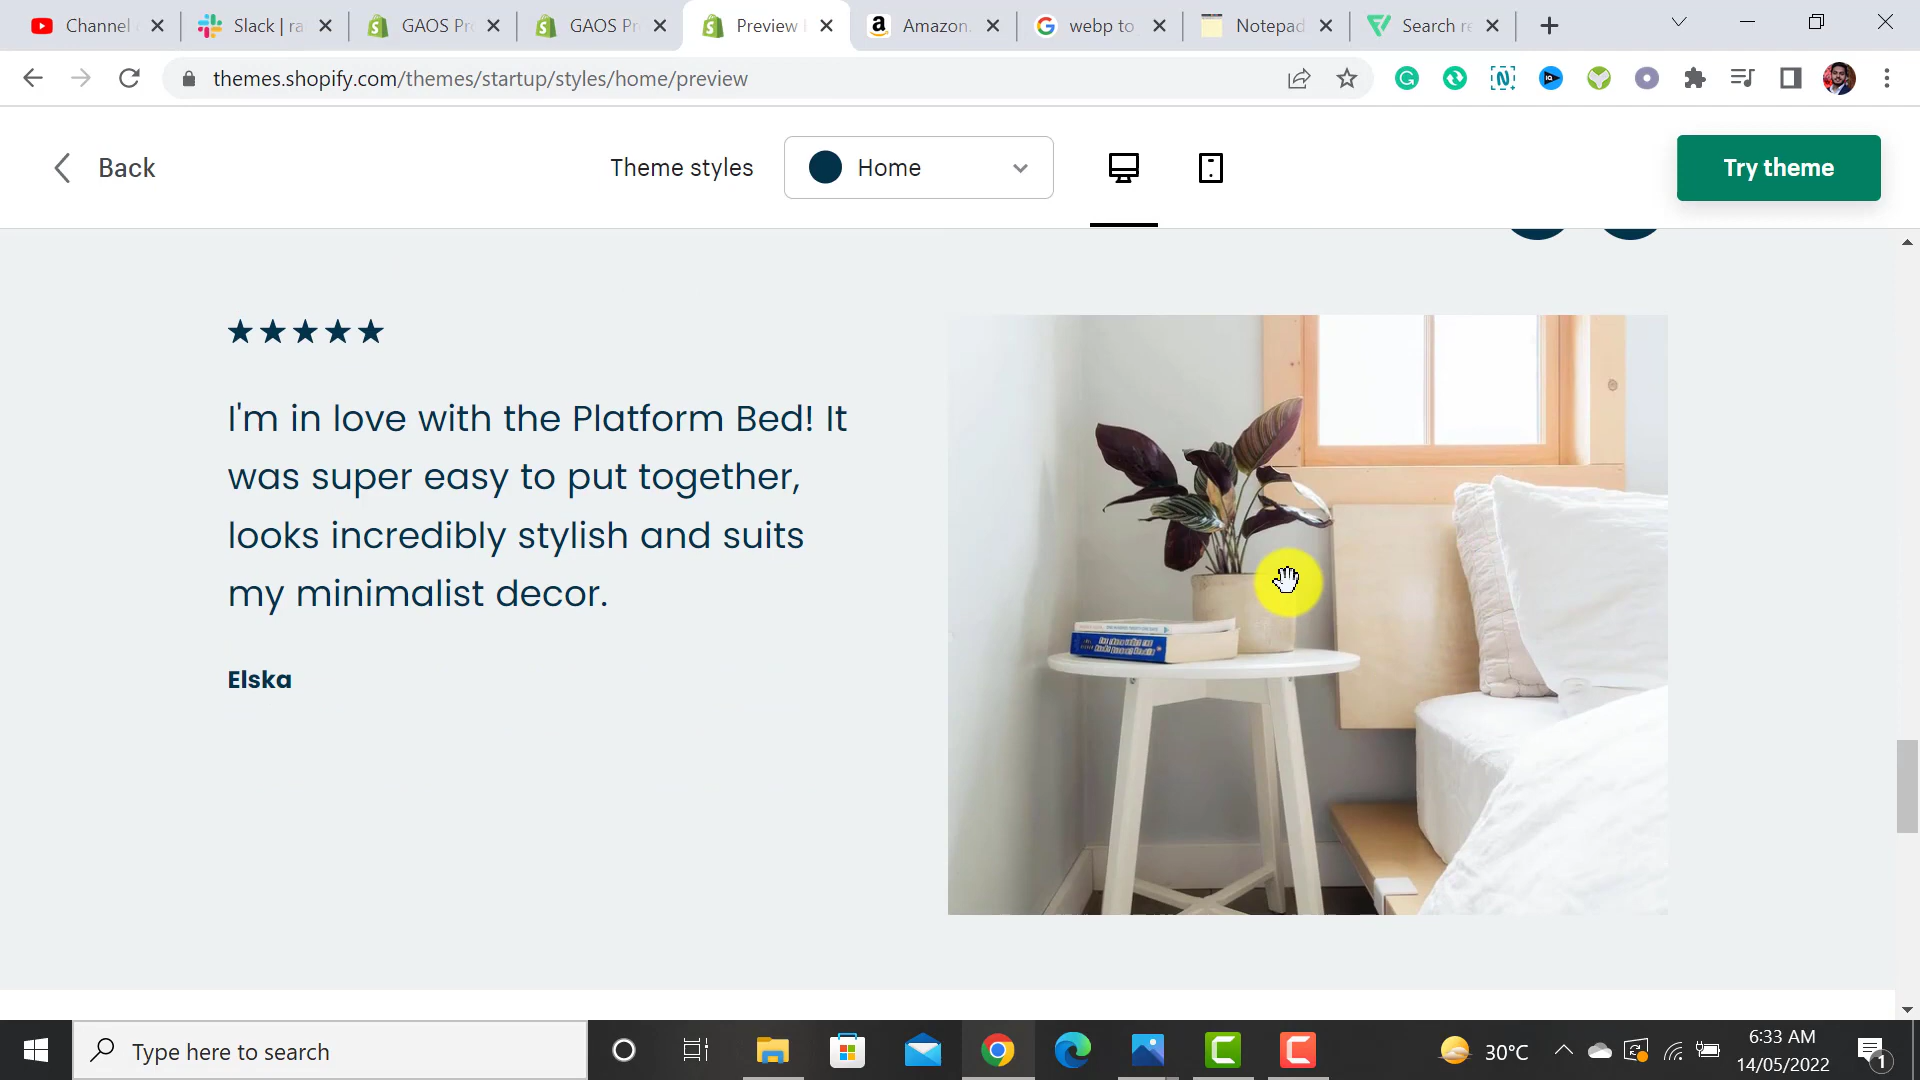 Channel
Slack | ra
GAOS Pr
GAOS Pr
Preview
Amazon.
webp to
Notepad
Search re
themes.shopify.com/themes/startup/styles/home/preview
Back
Theme styles
Home
Try theme
I'm in love with the Platform Bed! It
was super easy to put together,
looks incredibly stylish and suits
my minimalist decor.
Elska
Type here to search
30°C
6:33 AM
14/05/2022
1